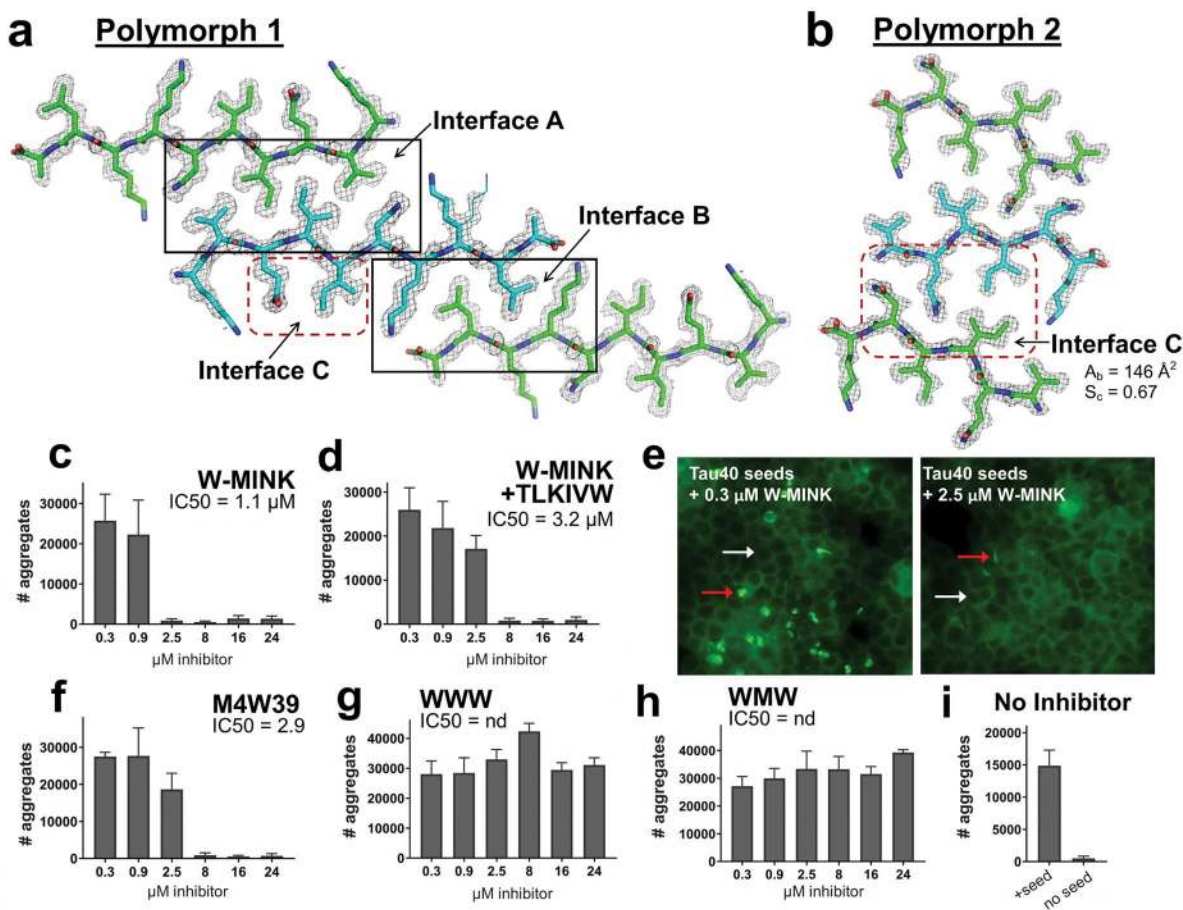 a
Polymorph 1
b
Polymorph 2
Interface A
Interface B
Interface C
Interface C
A_b = 146 Å²
S_c = 0.67
c
W-MINK
IC50 = 1.1 µM
# aggregates
30000
20000
10000
0
0.3 0.9 2.5 8 16 24
µM inhibitor
d
W-MINK
+TLKIVW
IC50 = 3.2 µM
# aggregates
30000
20000
10000
0
0.3 0.9 2.5 8 16 24
µM inhibitor
e
Tau40 seeds
+ 0.3 µM W-MINK
Tau40 seeds
+ 2.5 µM W-MINK
f
M4W39
IC50 = 2.9
# aggregates
30000
20000
10000
0
0.3 0.9 2.5 8 16 24
µM inhibitor
g
WWW
IC50 = nd
# aggregates
40000
30000
20000
10000
0
0.3 0.9 2.5 8 16 24
µM inhibitor
h
WMW
IC50 = nd
# aggregates
40000
30000
20000
10000
0
0.3 0.9 2.5 8 16 24
µM inhibitor
i
No Inhibitor
# aggregates
20000
15000
10000
5000
0
+seed
no seed